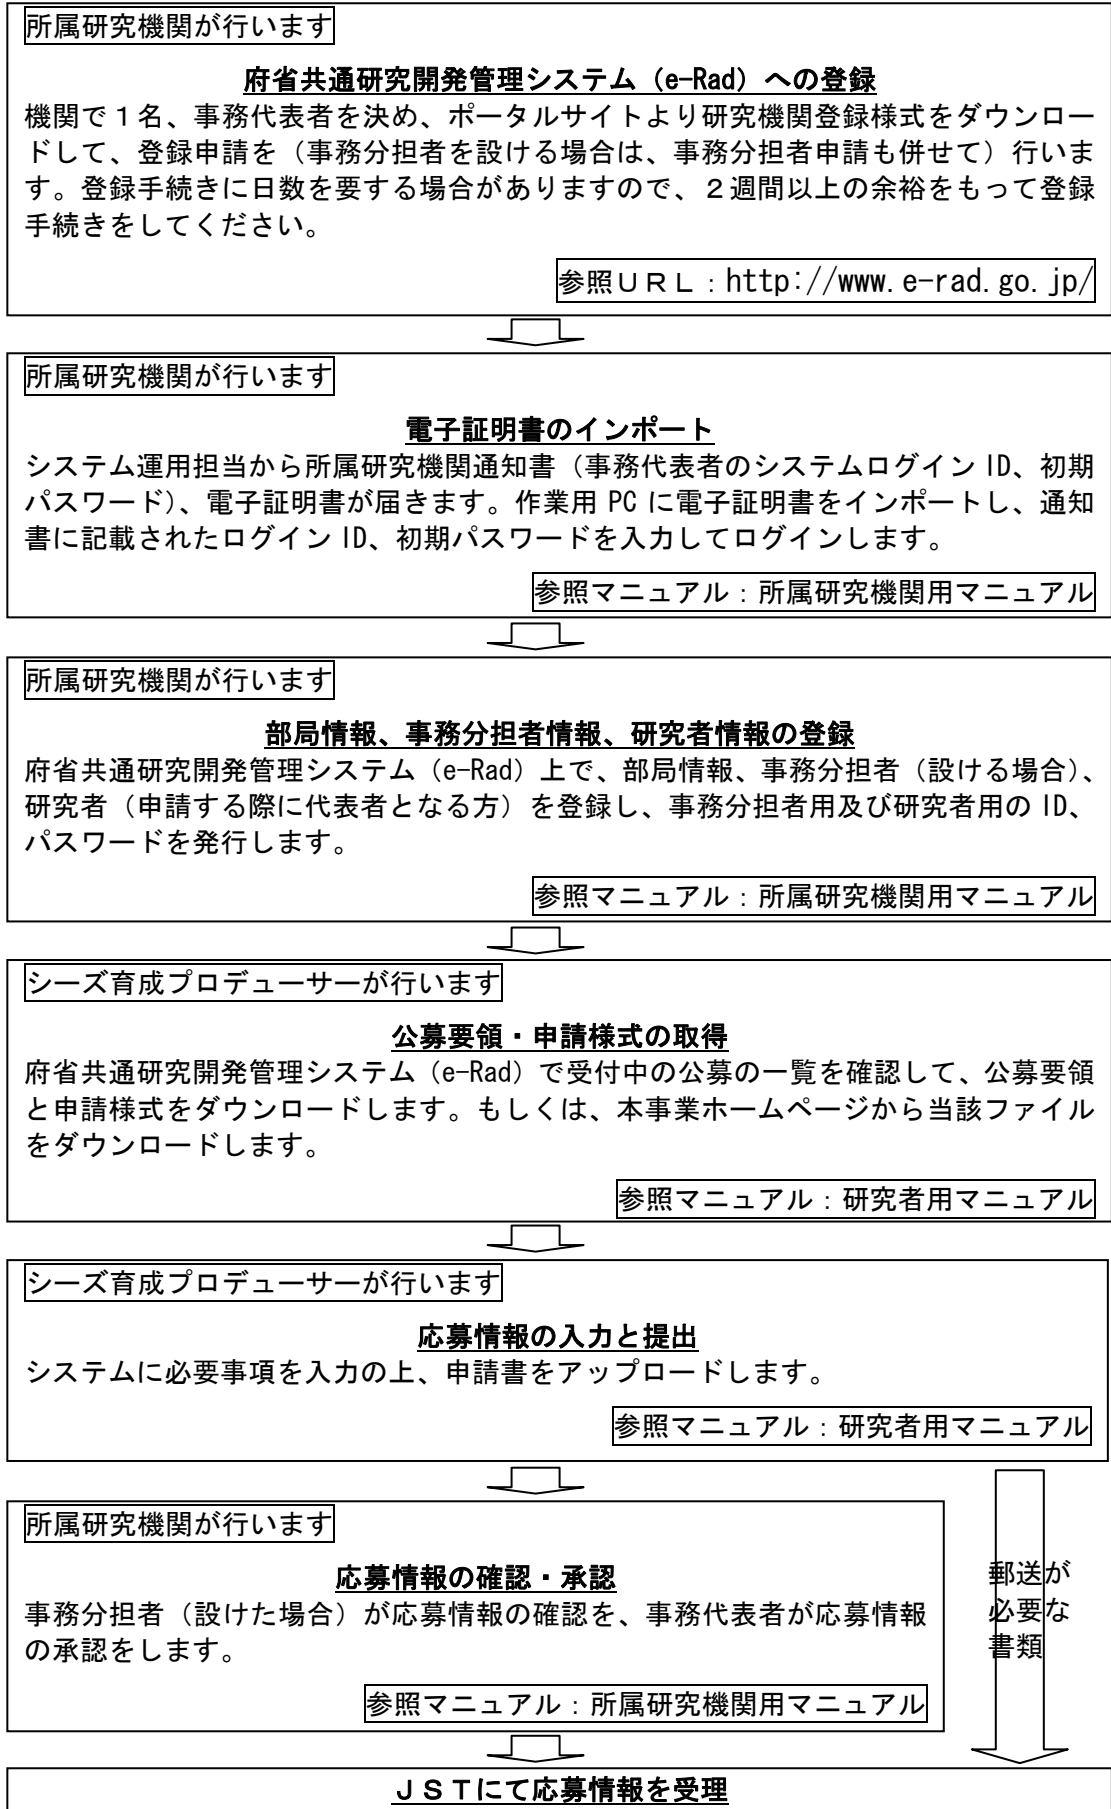 所属研究機関が行います
府省共通研究開発管理システム（e-Rad）への登録
機関で１名、事務代表者を決め、ポータルサイトより研究機関登録様式をダウンロー
ドして、登録申請を（事務分担者を設ける場合は、事務分担者申請も併せて）行いま
す。登録手続きに日数を要する場合がありますので、２週間以上の余裕をもって登録
手続きをしてください。
参照ＵＲＬ：http://www.e-rad.go.jp/
所属研究機関が行います
電子証明書のインポート
システム運用担当から所属研究機関通知書（事務代表者のシステムログイン ID、初期
パスワード）、電子証明書が届きます。作業用 PC に電子証明書をインポートし、通知
書に記載されたログイン ID、初期パスワードを入力してログインします。
参照マニュアル：所属研究機関用マニュアル
所属研究機関が行います
部局情報、事務分担者情報、研究者情報の登録
府省共通研究開発管理システム（e-Rad）上で、部局情報、事務分担者（設ける場合）、
研究者（申請する際に代表者となる方）を登録し、事務分担者用及び研究者用の ID、
パスワードを発行します。
参照マニュアル：所属研究機関用マニュアル
シーズ育成プロデューサーが行います
公募要領・申請様式の取得
府省共通研究開発管理システム（e-Rad）で受付中の公募の一覧を確認して、公募要領
と申請様式をダウンロードします。もしくは、本事業ホームページから当該ファイル
をダウンロードします。
参照マニュアル：研究者用マニュアル
シーズ育成プロデューサーが行います
応募情報の入力と提出
システムに必要事項を入力の上、申請書をアップロードします。
参照マニュアル：研究者用マニュアル
所属研究機関が行います
応募情報の確認・承認
事務分担者（設けた場合）が応募情報の確認を、事務代表者が応募情報
の承認をします。
参照マニュアル：所属研究機関用マニュアル
郵送が
必要な
書類
ＪＳＴにて応募情報を受理